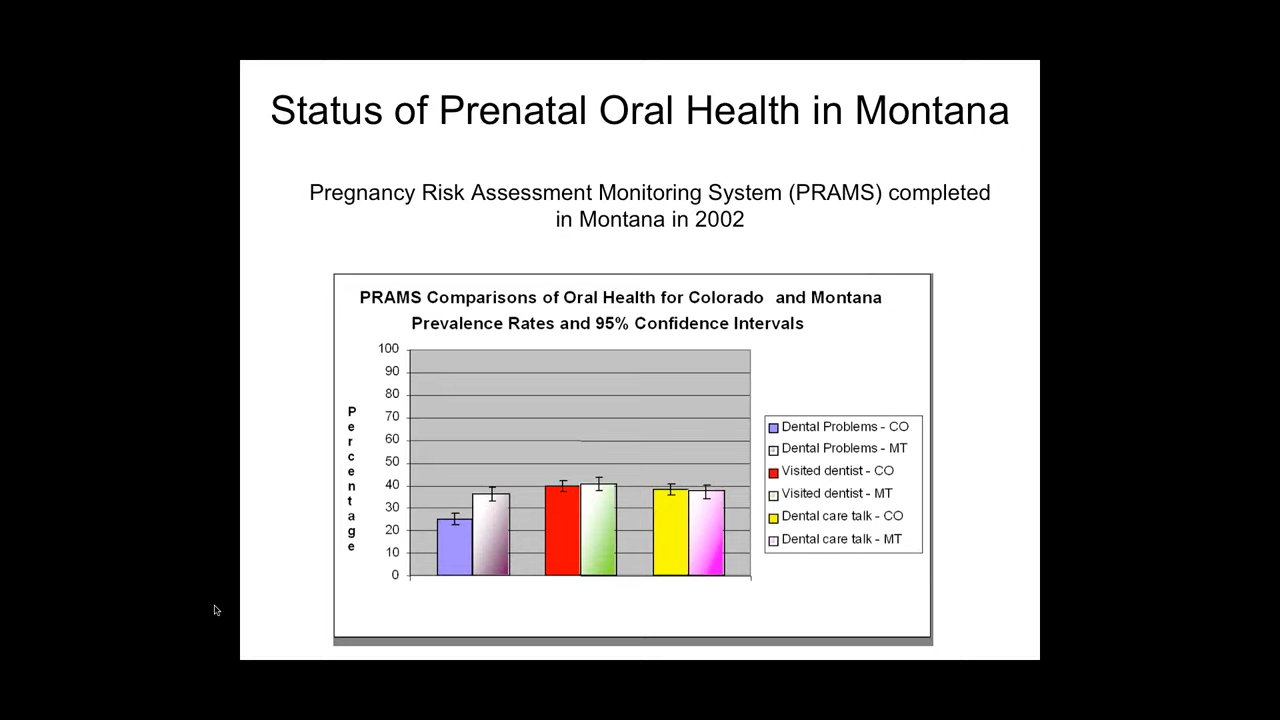 Status of Prenatal Oral Health in Montana
Pregnancy Risk Assessment Monitoring System (PRAMS) completed
in Montana in 2002
PRAMS Comparisons of Oral Health for Colorado and Montana
Prevalence Rates and 95% Confidence Intervals
Percentage
100
90
80
70
60
50
40
30
20
10
0
Dental Problems - CO
Dental Problems - MT
Visited dentist - CO
Visited dentist - MT
Dental care talk - CO
Dental care talk - MT